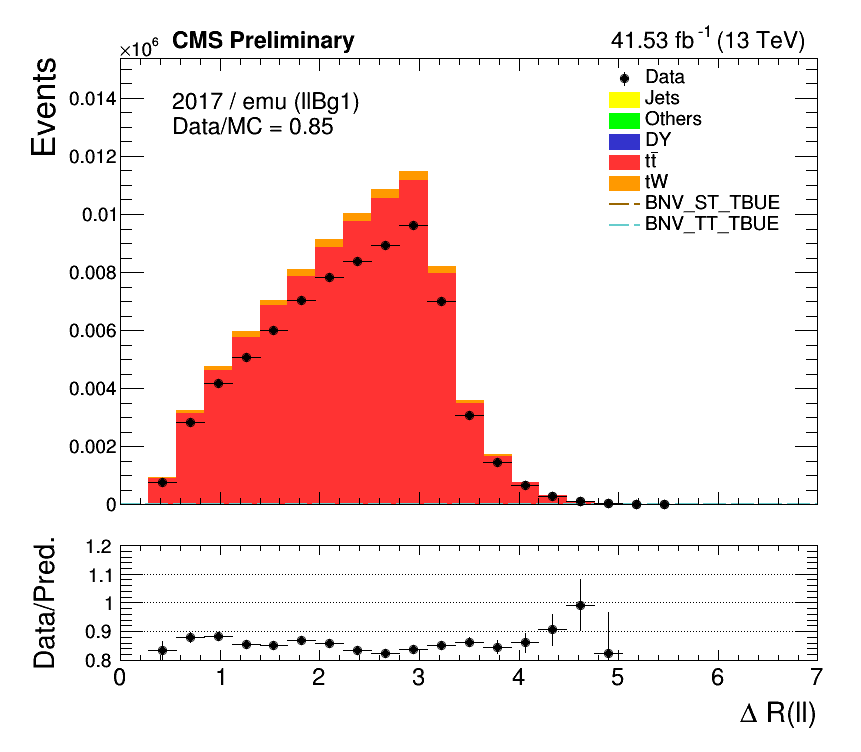 ×10⁶ CMS Preliminary 41.53 fb⁻¹ (13 TeV)
Events
2017 / emu (llBg1)
Data/MC = 0.85
Data
Jets
Others
DY
tt̄
tW
BNV_ST_TBUE
BNV_TT_TBUE
0.014
0.012
0.01
0.008
0.006
0.004
0.002
0
Data/Pred.
1.2
1.1
1
0.9
0.8
0 1 2 3 4 5 6 7
Δ R(ll)